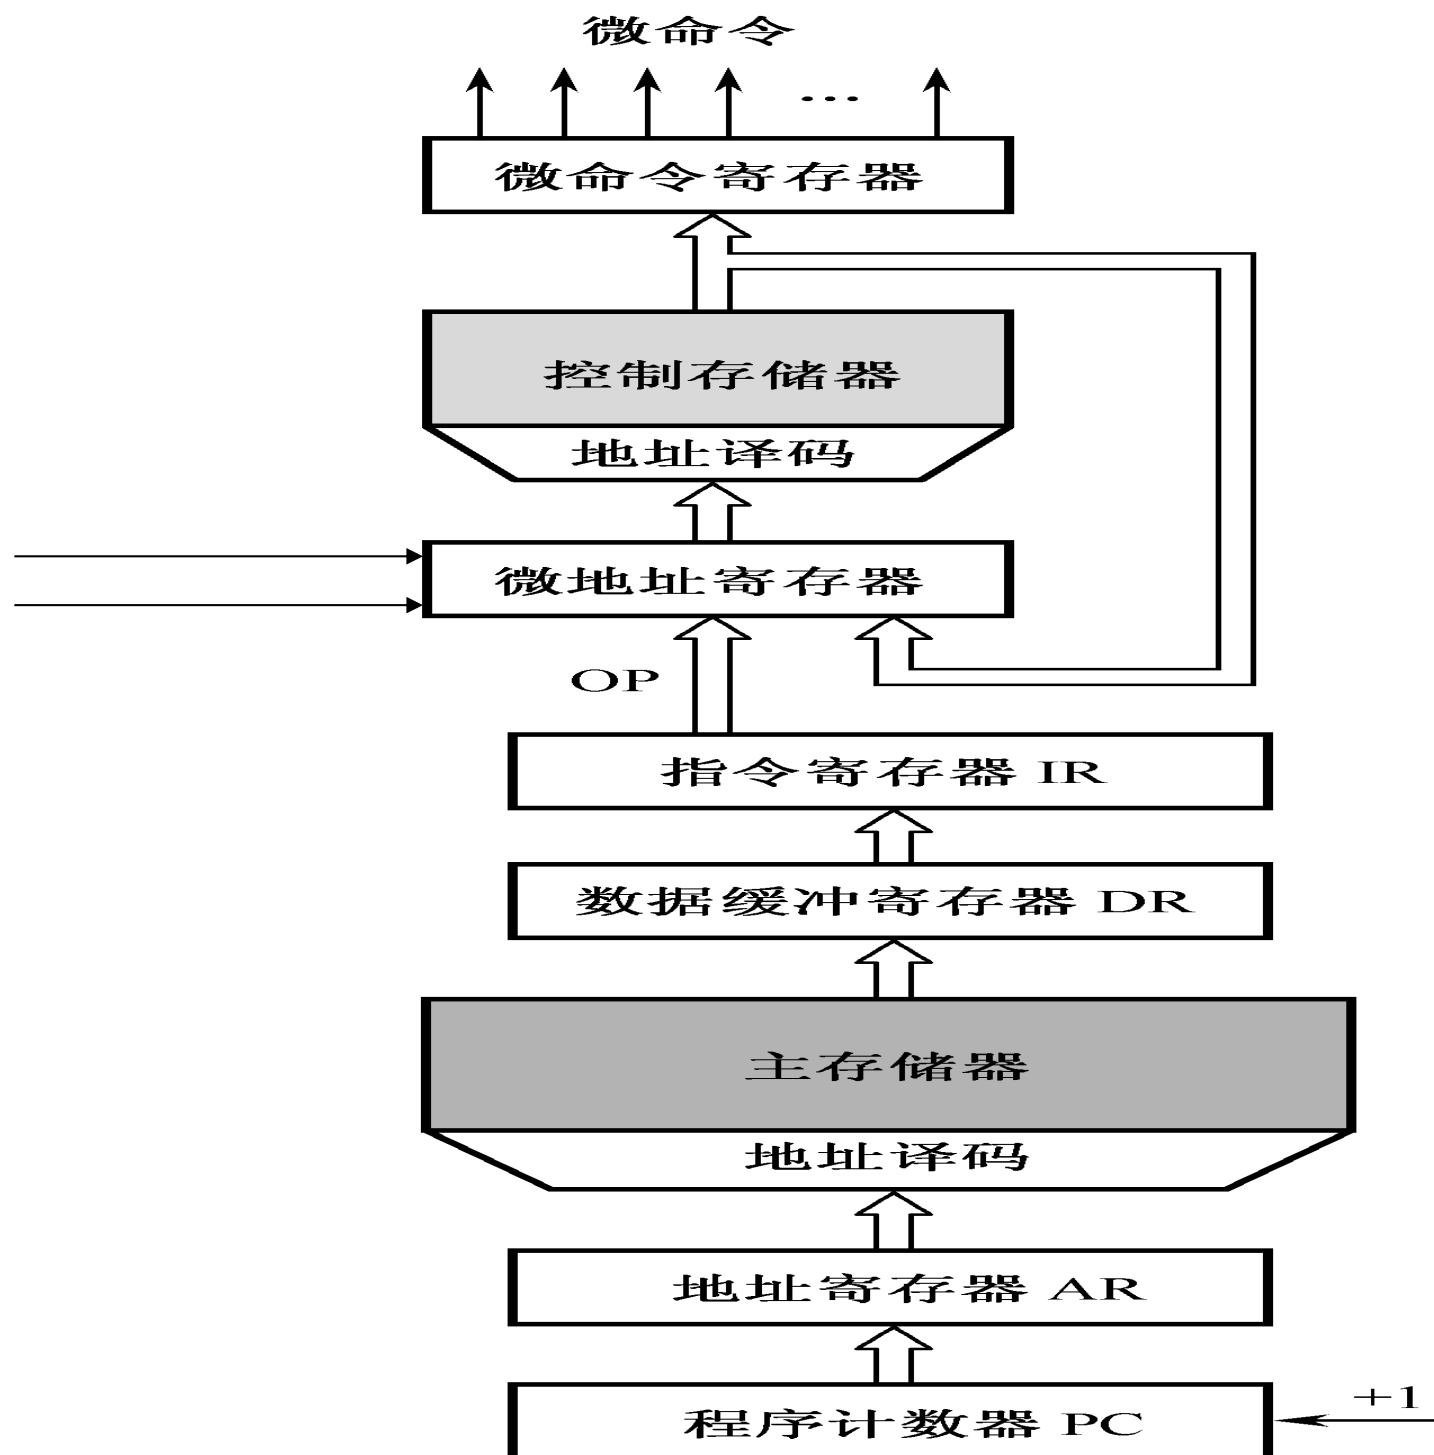 微命令
…
微命令寄存器
控制存储器
地址译码
微地址寄存器
OP
指令寄存器 IR
数据缓冲寄存器 DR
主存储器
地址译码
地址寄存器 AR
+1
程序计数器 PC